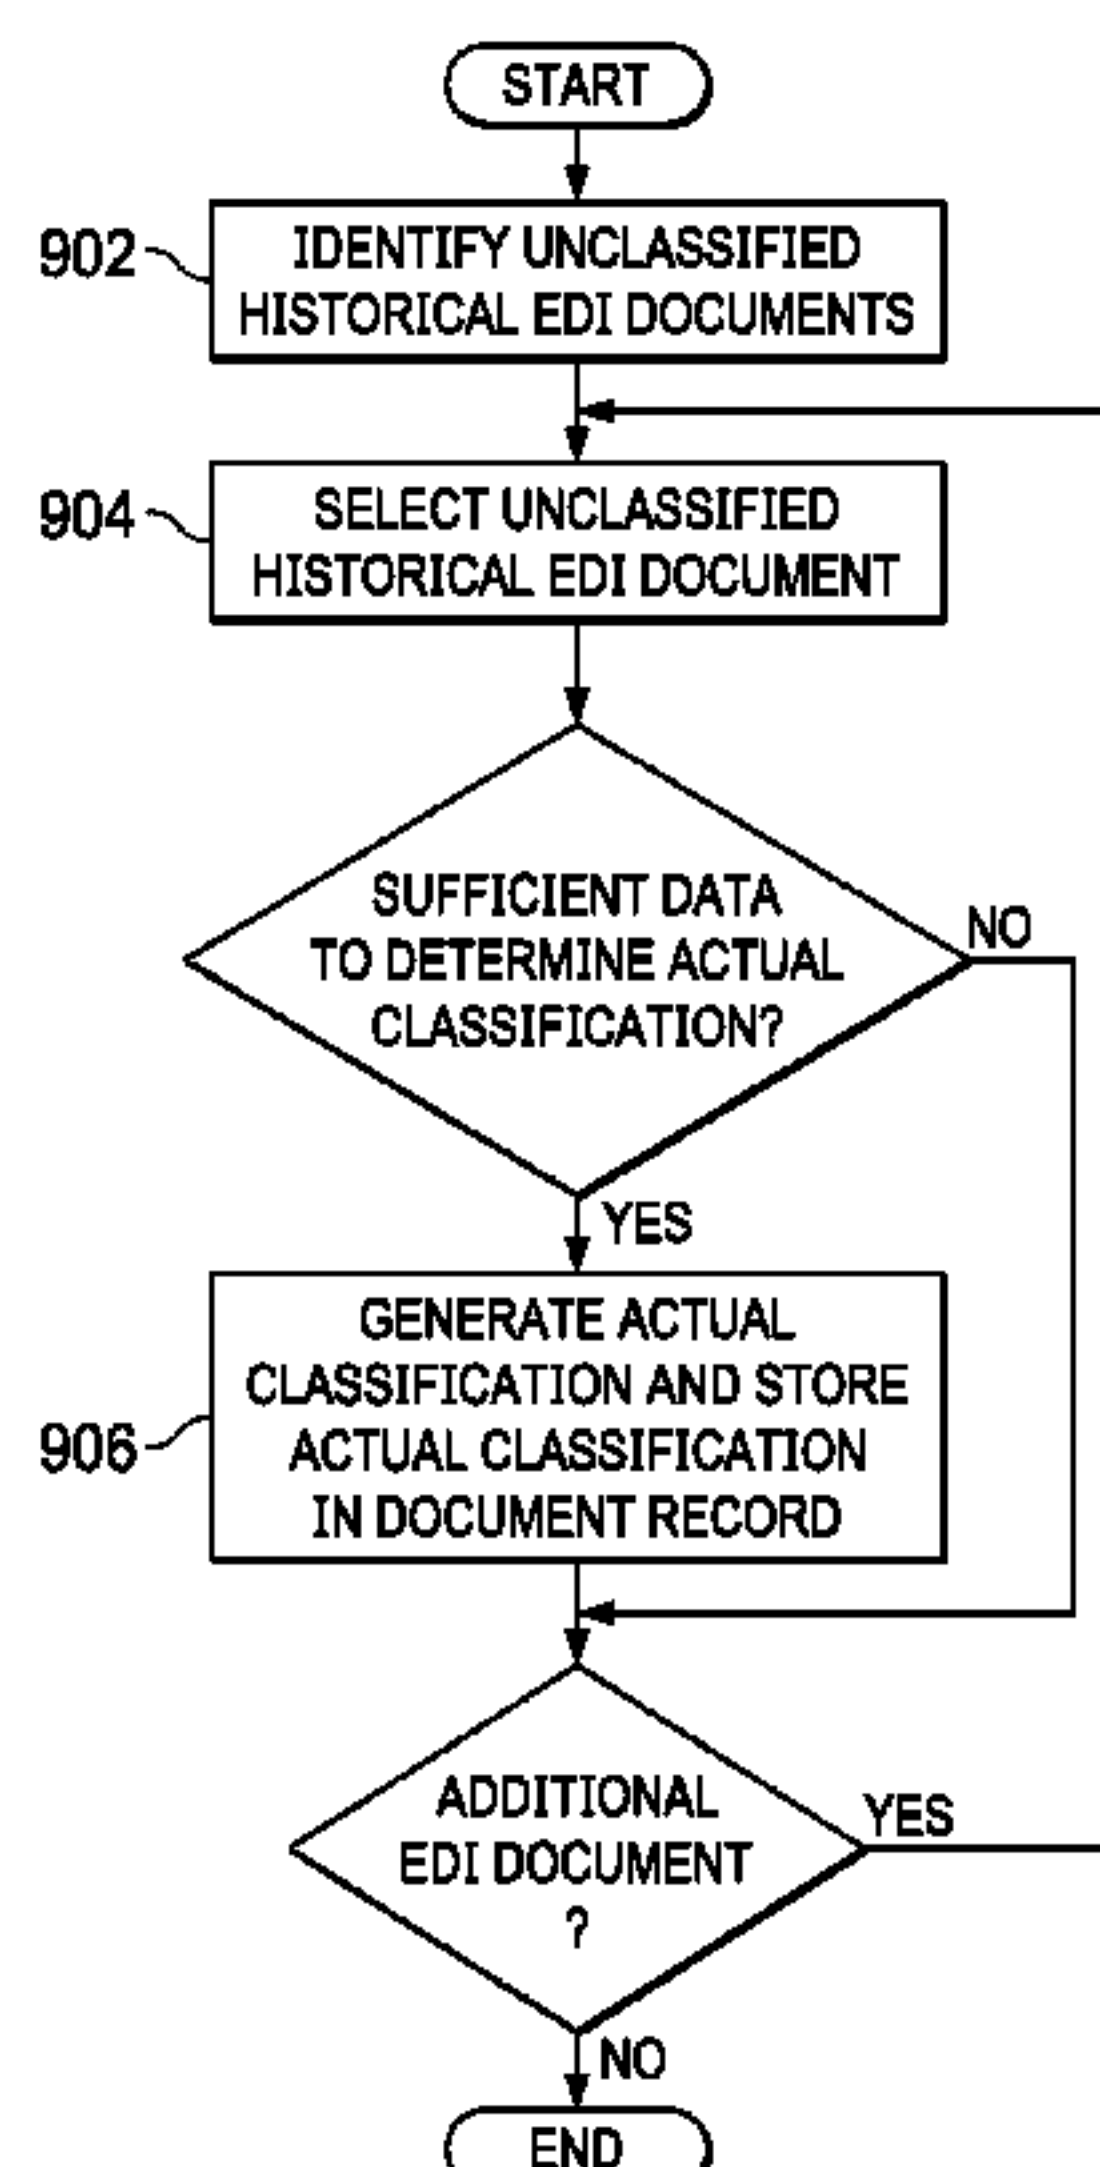 START
902
IDENTIFY UNCLASSIFIED
HISTORICAL EDI DOCUMENTS
904
SELECT UNCLASSIFIED
HISTORICAL EDI DOCUMENT
SUFFICIENT DATA
TO DETERMINE ACTUAL
CLASSIFICATION?
NO
YES
906
GENERATE ACTUAL
CLASSIFICATION AND STORE
ACTUAL CLASSIFICATION
IN DOCUMENT RECORD
ADDITIONAL
EDI DOCUMENT
?
YES
NO
END